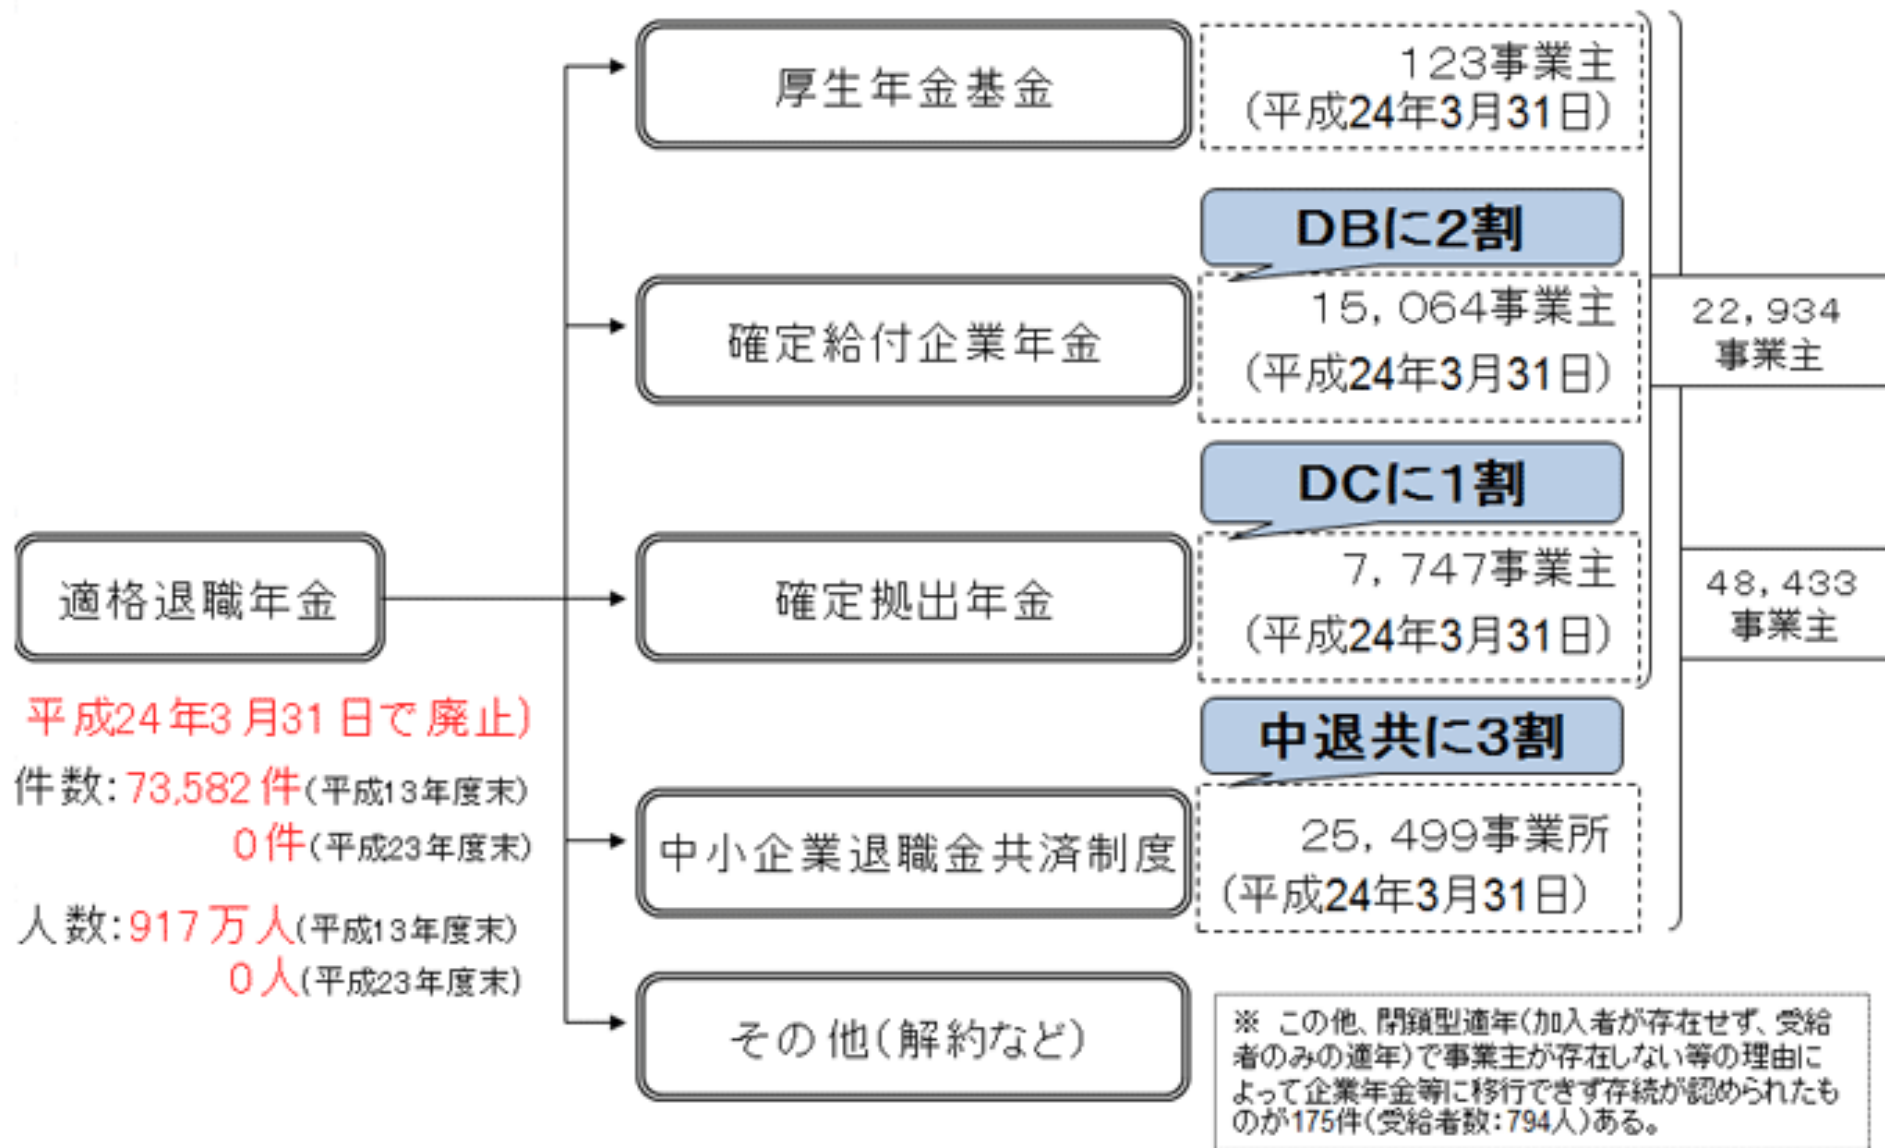 厚生年金基金
123事業主
(平成24年3月31日)
DBに2割
確定給付企業年金
15,064事業主
(平成24年3月31日)
22,934
事業主
DCに1割
確定拠出年金
7,747事業主
(平成24年3月31日)
48,433
事業主
適格退職年金
平成24年3月31日で廃止)
件数:73,582件(平成13年度末)
0件(平成23年度末)
人数:917万人(平成13年度末)
0人(平成23年度末)
中退共に3割
中小企業退職金共済制度
25,499事業所
(平成24年3月31日)
その他(解約など)
※ この他、閉鎖型適年(加入者が存在せず、受給
者のみの適年)で事業主が存在しない等の理由に
よって企業年金等に移行できず存続が認められたも
のが175件(受給者数:794人)ある。